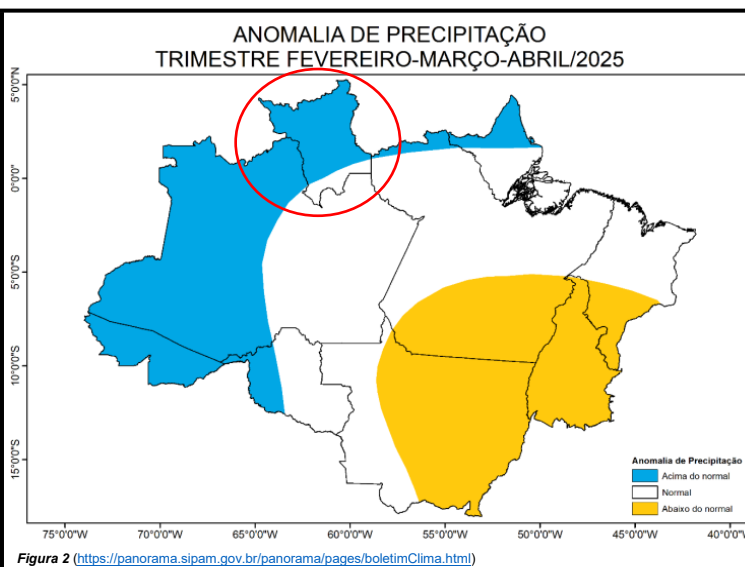 ANOMALIA DE PRECIPITAÇÃO
TRIMESTRE FEVEREIRO-MARÇO-ABRIL/2025
5°0'0"N
0°0'0"
5°0'0"S
10°0'0"S
15°0'0"S
Anomalia de Precipitação
Acima do normal
Normal
Abaixo do normal
75°0'0"W 70°0'0"W 65°0'0"W 60°0'0"W 55°0'0"W 50°0'0"W 45°0'0"W 40°0'0"W
Figura 2 (https://panorama.sipam.gov.br/panorama/pages/boletimClima.html)